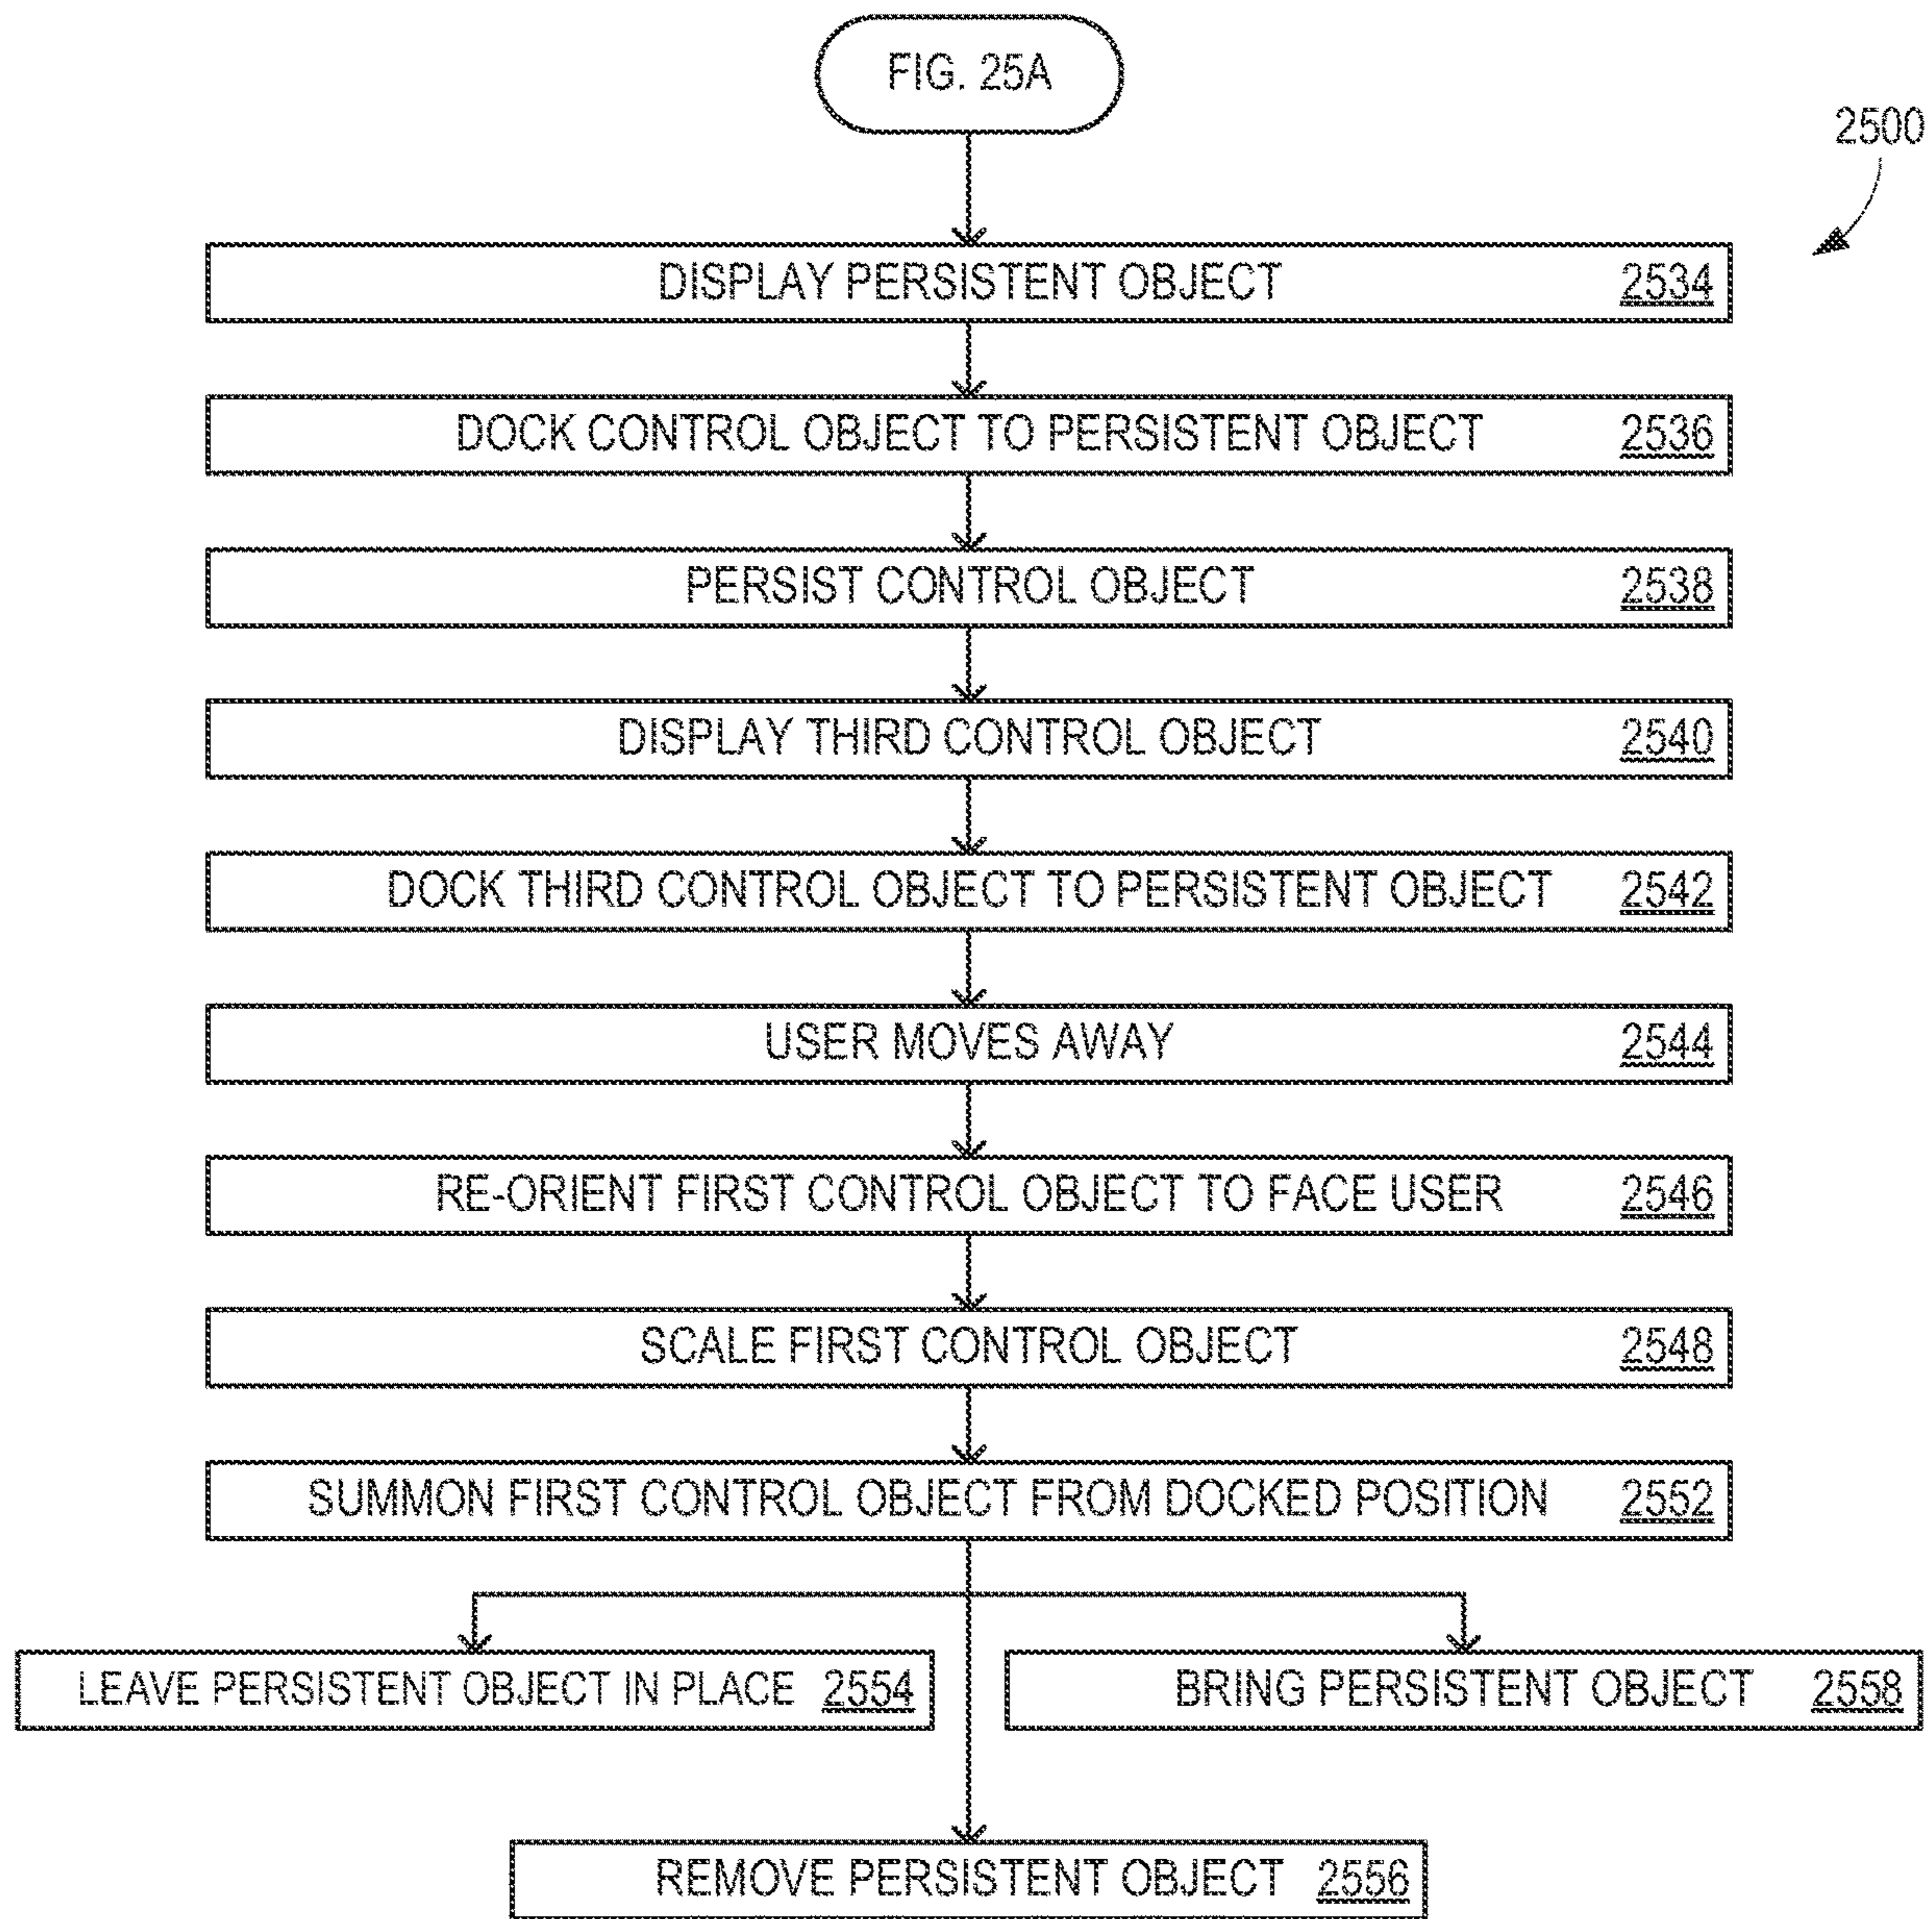 FIG. 25A
2500
DISPLAY PERSISTENT OBJECT 2534
DOCK CONTROL OBJECT TO PERSISTENT OBJECT 2536
PERSIST CONTROL OBJECT 2538
DISPLAY THIRD CONTROL OBJECT 2540
DOCK THIRD CONTROL OBJECT TO PERSISTENT OBJECT 2542
USER MOVES AWAY 2544
RE-ORIENT FIRST CONTROL OBJECT TO FACE USER 2546
SCALE FIRST CONTROL OBJECT 2548
SUMMON FIRST CONTROL OBJECT FROM DOCKED POSITION 2552
LEAVE PERSISTENT OBJECT IN PLACE 2554
BRING PERSISTENT OBJECT 2558
REMOVE PERSISTENT OBJECT 2556